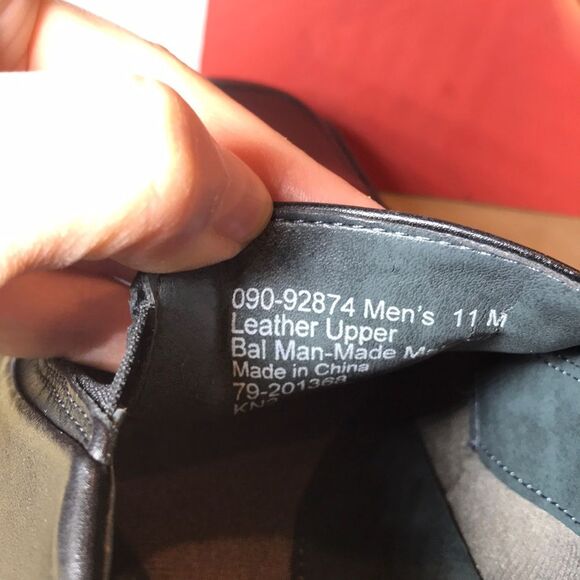 090-92874 Men's 11 M
Leather Upper
Bal Man-Made
Made in China
79-201368